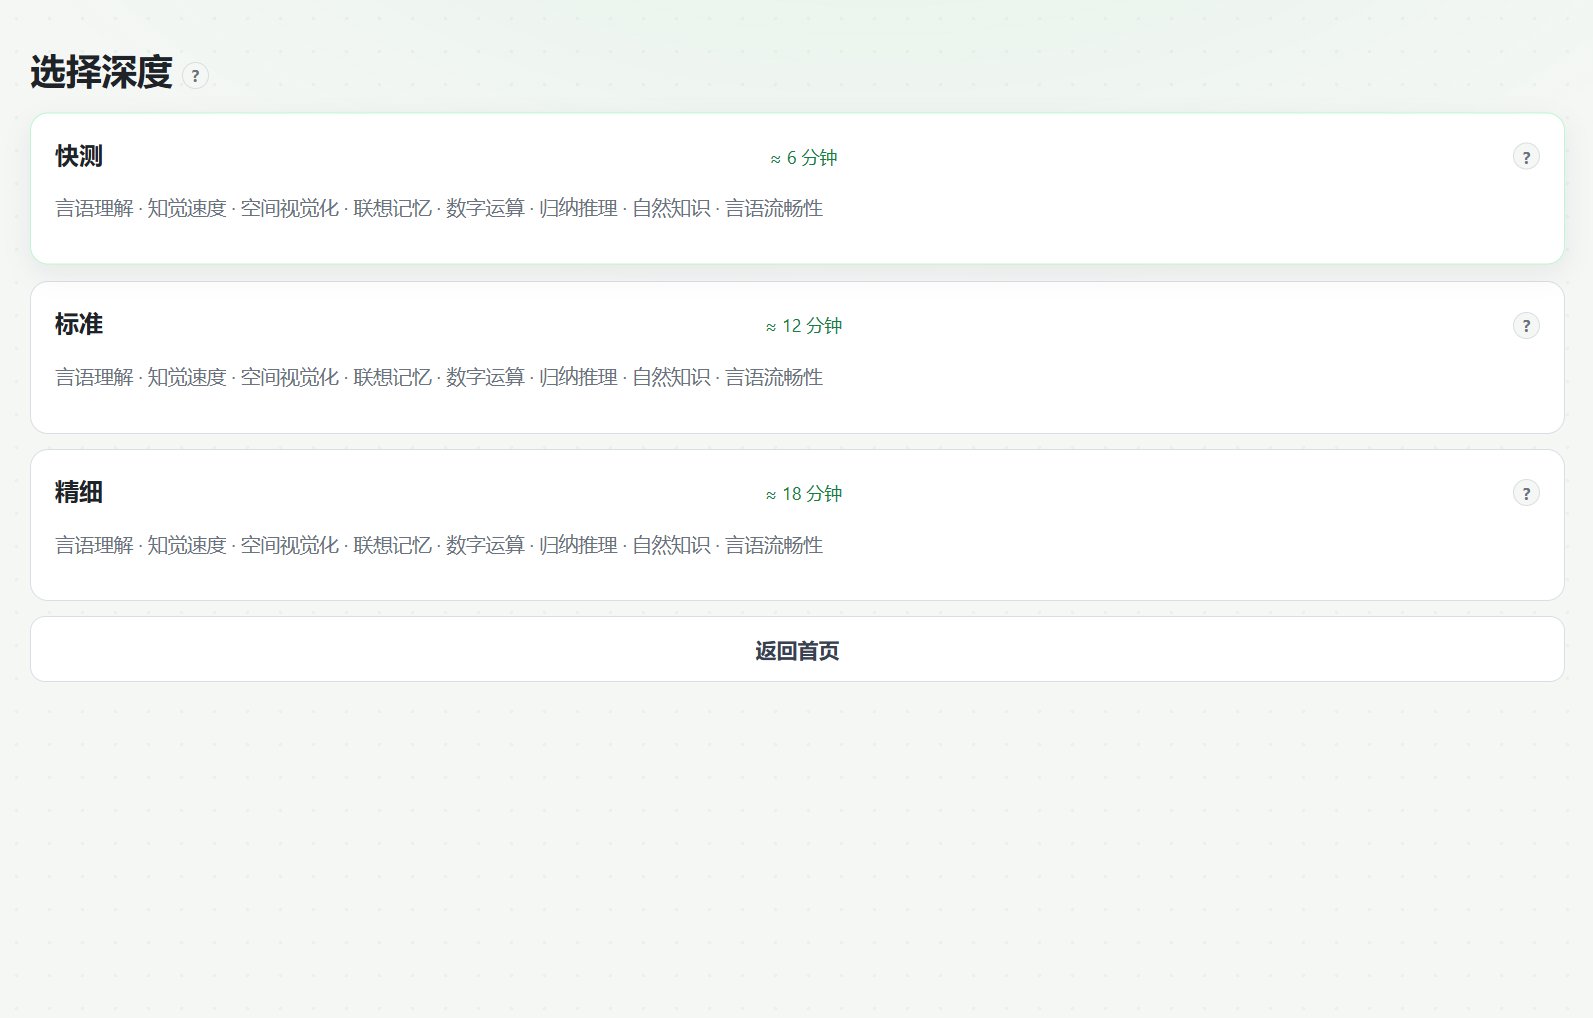 选择深度 ?
快测 ≈ 6 分钟 ?
言语理解 · 知觉速度 · 空间视觉化 · 联想记忆 · 数字运算 · 归纳推理 · 自然知识 · 言语流畅性
标准 ≈ 12 分钟 ?
言语理解 · 知觉速度 · 空间视觉化 · 联想记忆 · 数字运算 · 归纳推理 · 自然知识 · 言语流畅性
精细 ≈ 18 分钟 ?
言语理解 · 知觉速度 · 空间视觉化 · 联想记忆 · 数字运算 · 归纳推理 · 自然知识 · 言语流畅性
返回首页